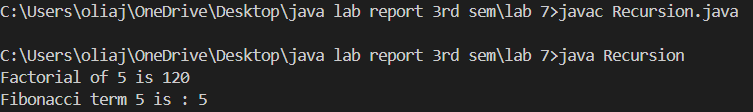 C:\Users\oliaj\OneDrive\Desktop\java lab report 3rd sem\lab 7>javac Recursion.java
C:\Users\oliaj\OneDrive\Desktop\java lab report 3rd sem\lab 7>java Recursion
Factorial of 5 is 120
Fibonacci term 5 is : 5